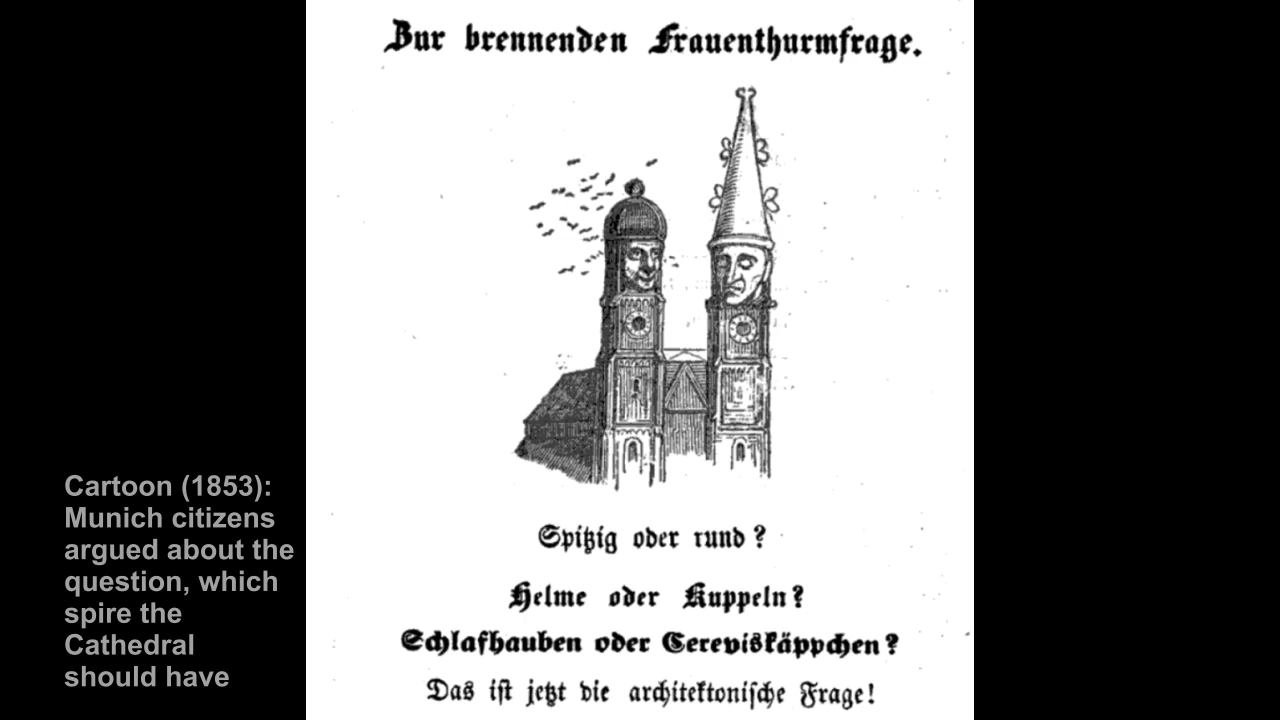 Zur brennenden Frauenthurmfrage.
Cartoon (1853):
Munich citizens
argued about the
question, which
spire the
Cathedral
should have
Spitzig oder rund?
Helme oder Kuppeln?
Schlafhauben oder Cereviskäppchen?
Das ist jetzt die architektonische Frage!